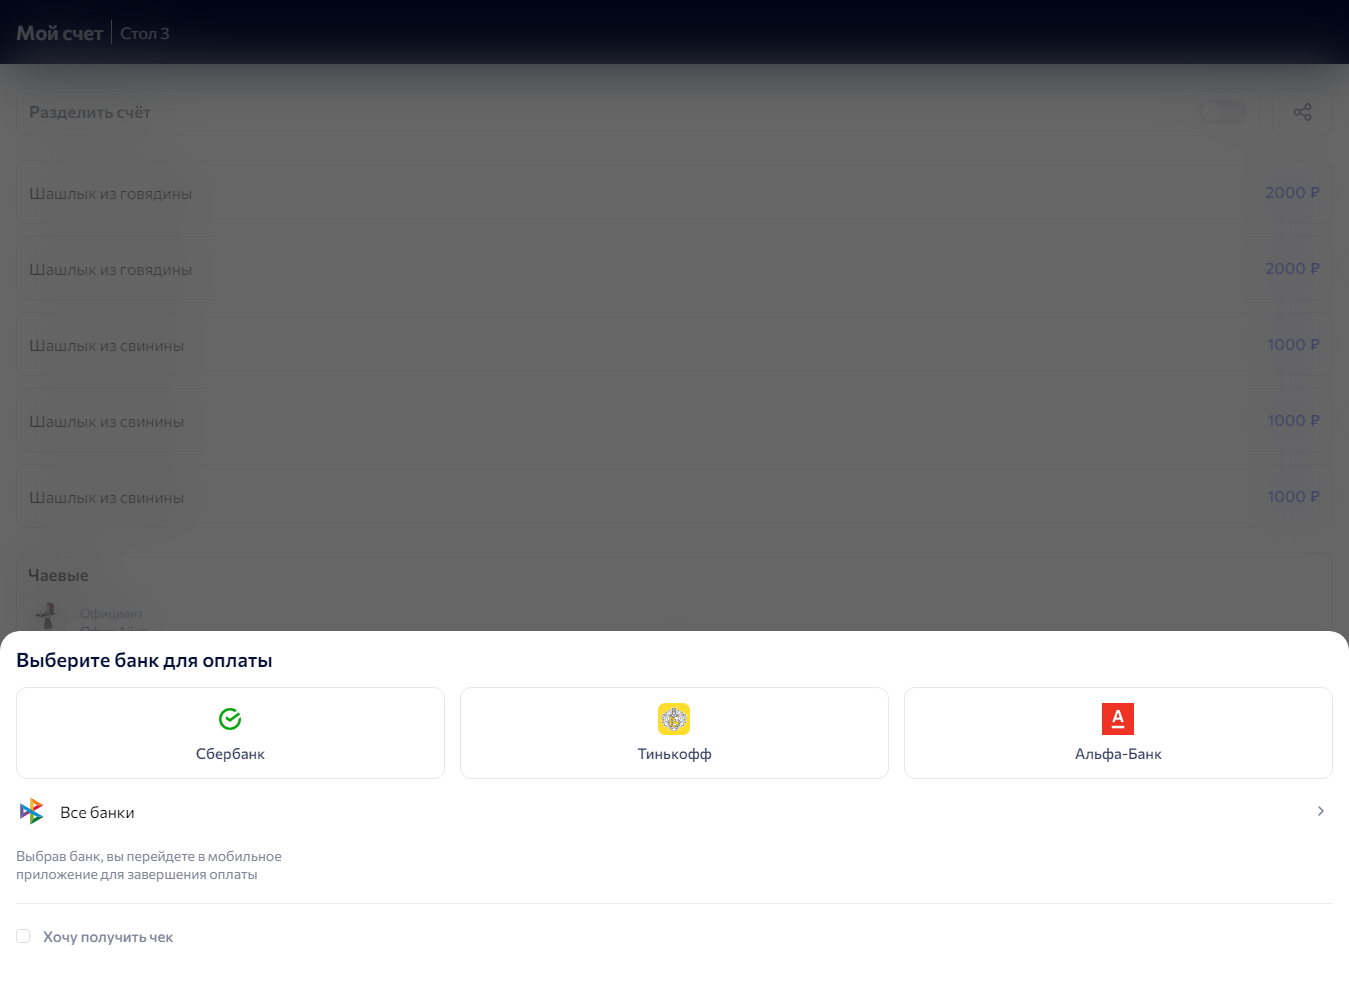 Мой счет
Стол 3
Разделить счёт
Шашлык из говядины
2000 ₽
Шашлык из говядины
2000 ₽
Шашлык из свинины
1000 ₽
Шашлык из свинины
1000 ₽
Шашлык из свинины
1000 ₽
Чаевые
Официант
Выберите банк для оплаты
Сбербанк
Тинькофф
А
Альфа-Банк
Все банки
Выбрав банк, вы перейдете в мобильное
приложение для завершения оплаты
Хочу получить чек